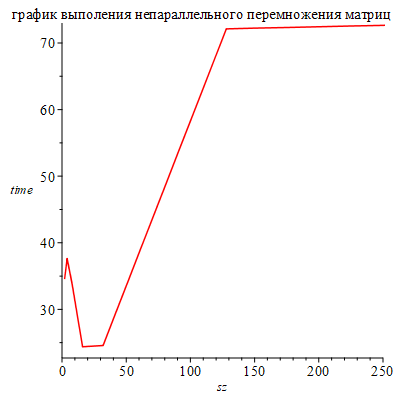 график выполения непараллельного перемножения матриц
70
60
50
time
40
30
0 50 100 150 200 250
sz